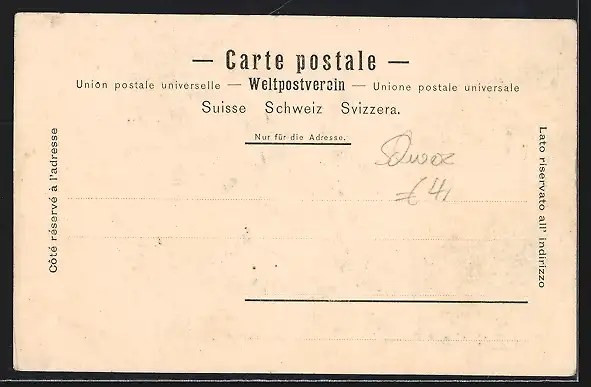 — Carte postale —
Union postale universelle — Weltpostverein — Unione postale universale
Suisse Schweiz Svizzera.
Nur für die Adresse.
Côté réservé à l'adresse
Lato riservato all' indirizzo